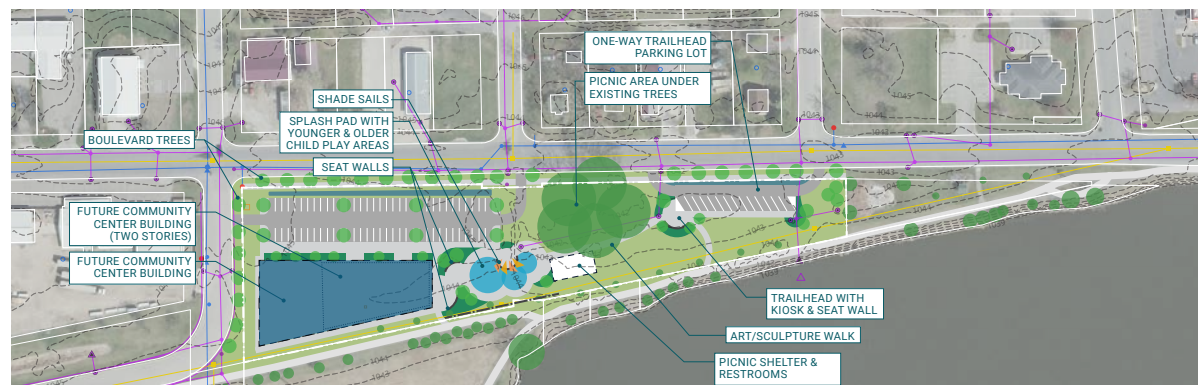 ONE-WAY TRAILHEAD
PARKING LOT
PICNIC AREA UNDER
EXISTING TREES
SHADE SAILS
SPLASH PAD WITH
YOUNGER & OLDER
CHILD PLAY AREAS
BOULEVARD TREES
SEAT WALLS
FUTURE COMMUNITY
CENTER BUILDING
(TWO STORIES)
FUTURE COMMUNITY
CENTER BUILDING
TRAILHEAD WITH
KIOSK & SEAT WALL
ART/SCULPTURE WALK
PICNIC SHELTER &
RESTROOMS